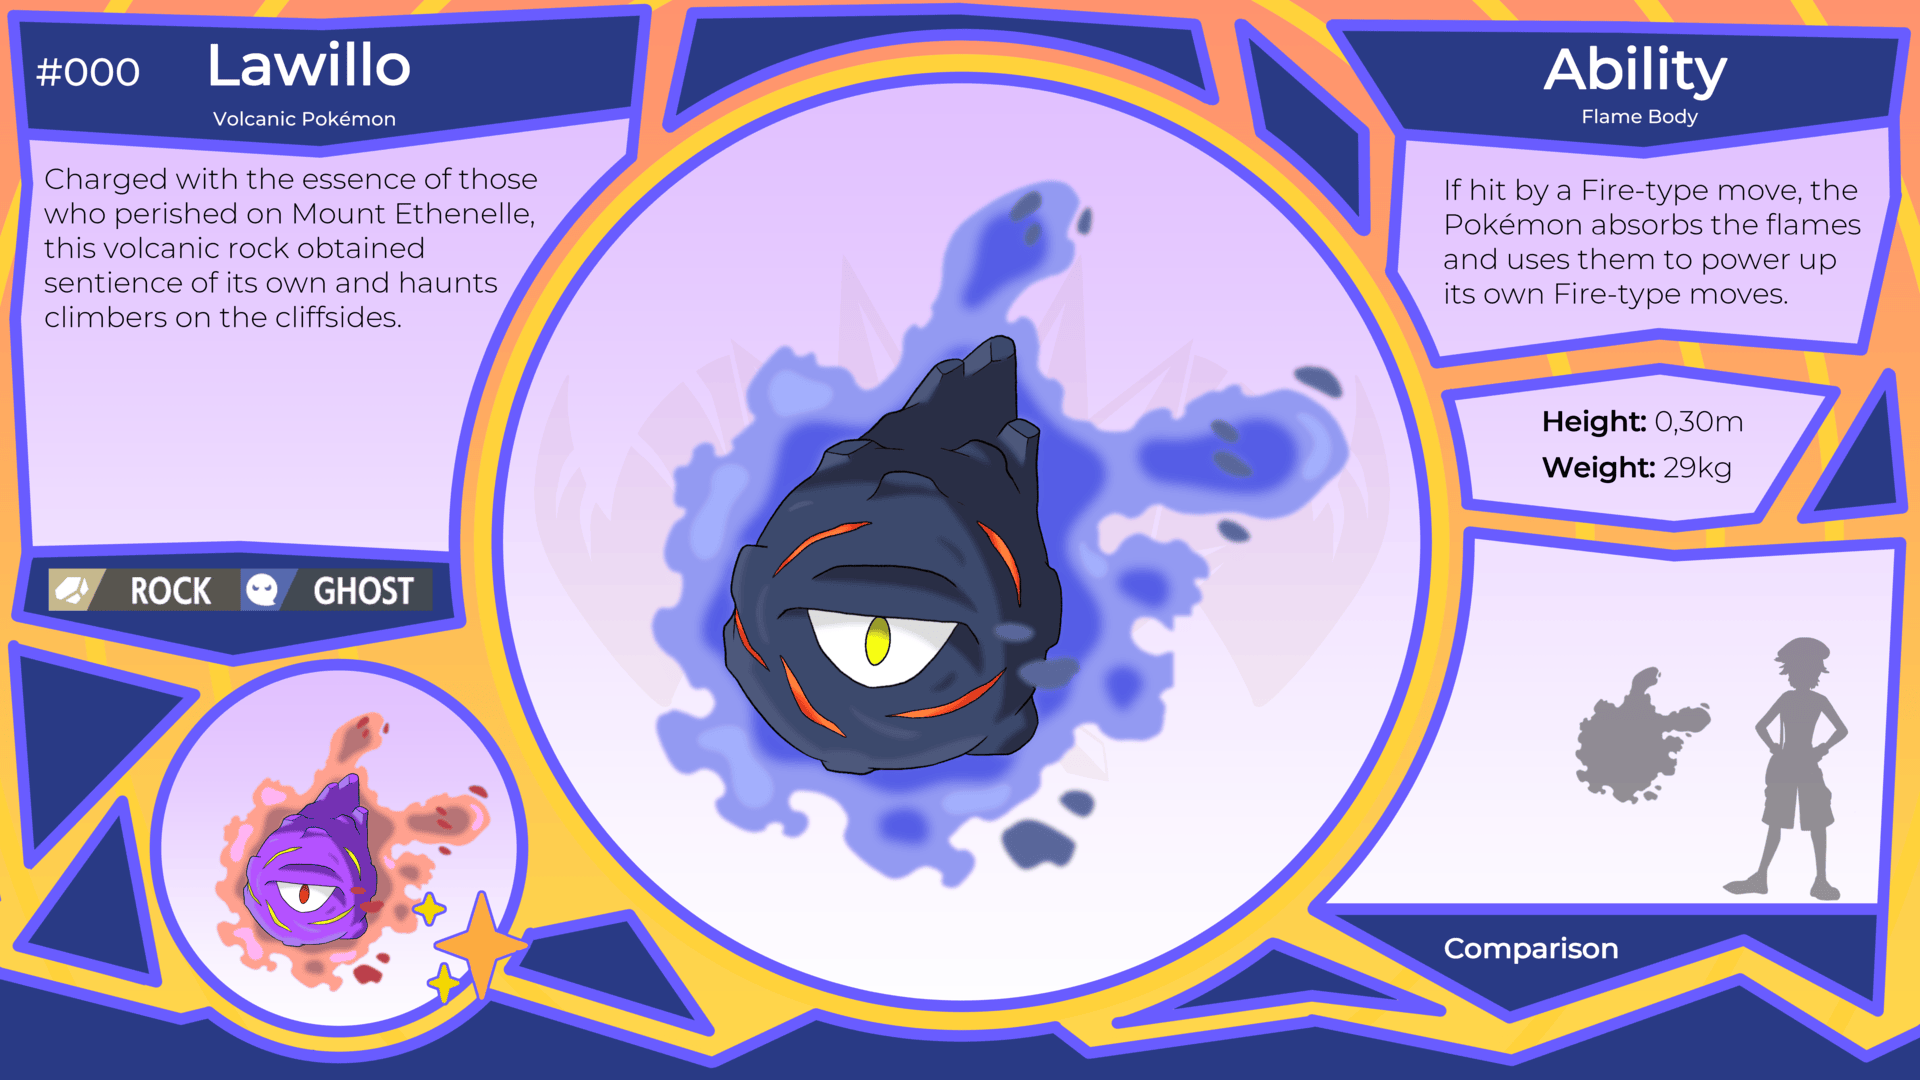 #000
Lawillo
Volcanic Pokémon
Charged with the essence of those
who perished on Mount Ethenelle,
this volcanic rock obtained
sentience of its own and haunts
climbers on the cliffsides.
ROCK
GHOST
Ability
Flame Body
If hit by a Fire-type move, the
Pokémon absorbs the flames
and uses them to power up
its own Fire-type moves.
Height: 0,30m
Weight: 29kg
Comparison